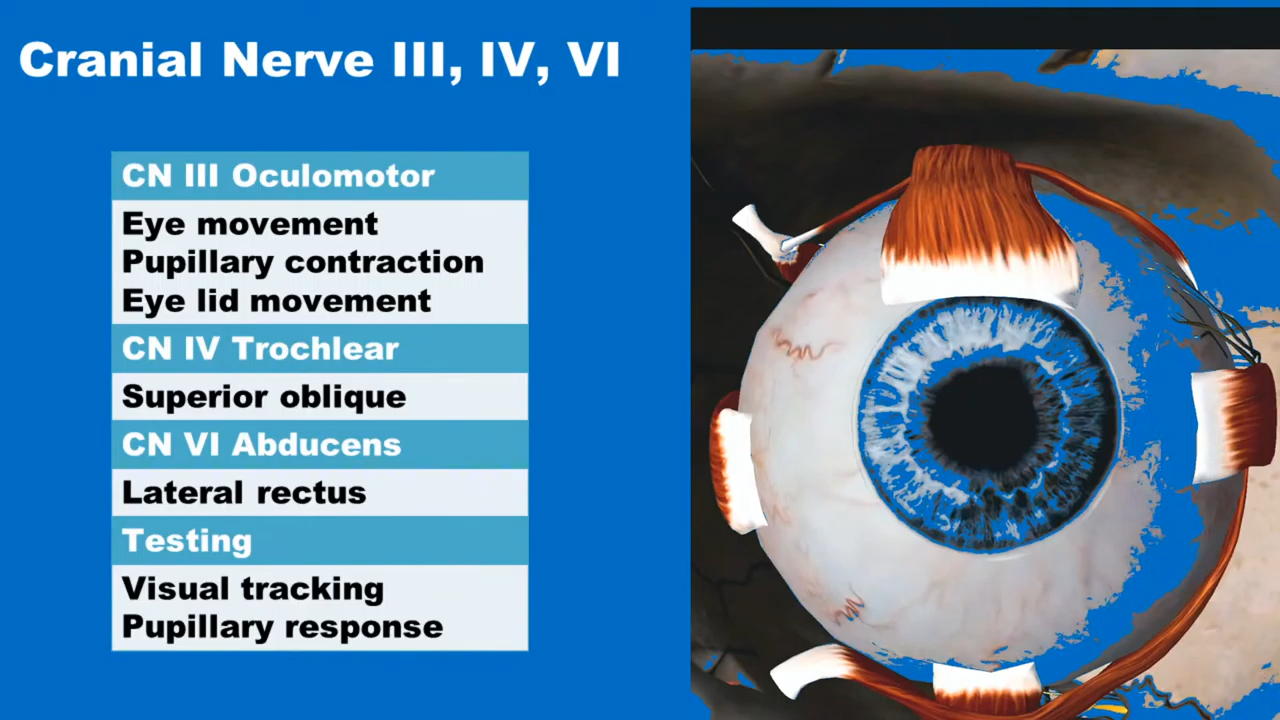 Cranial Nerve III, IV, VI
CN III Oculomotor
Eye movement
Pupillary contraction
Eye lid movement
CN IV Trochlear
Superior oblique
CN VI Abducens
Lateral rectus
Testing
Visual tracking
Pupillary response